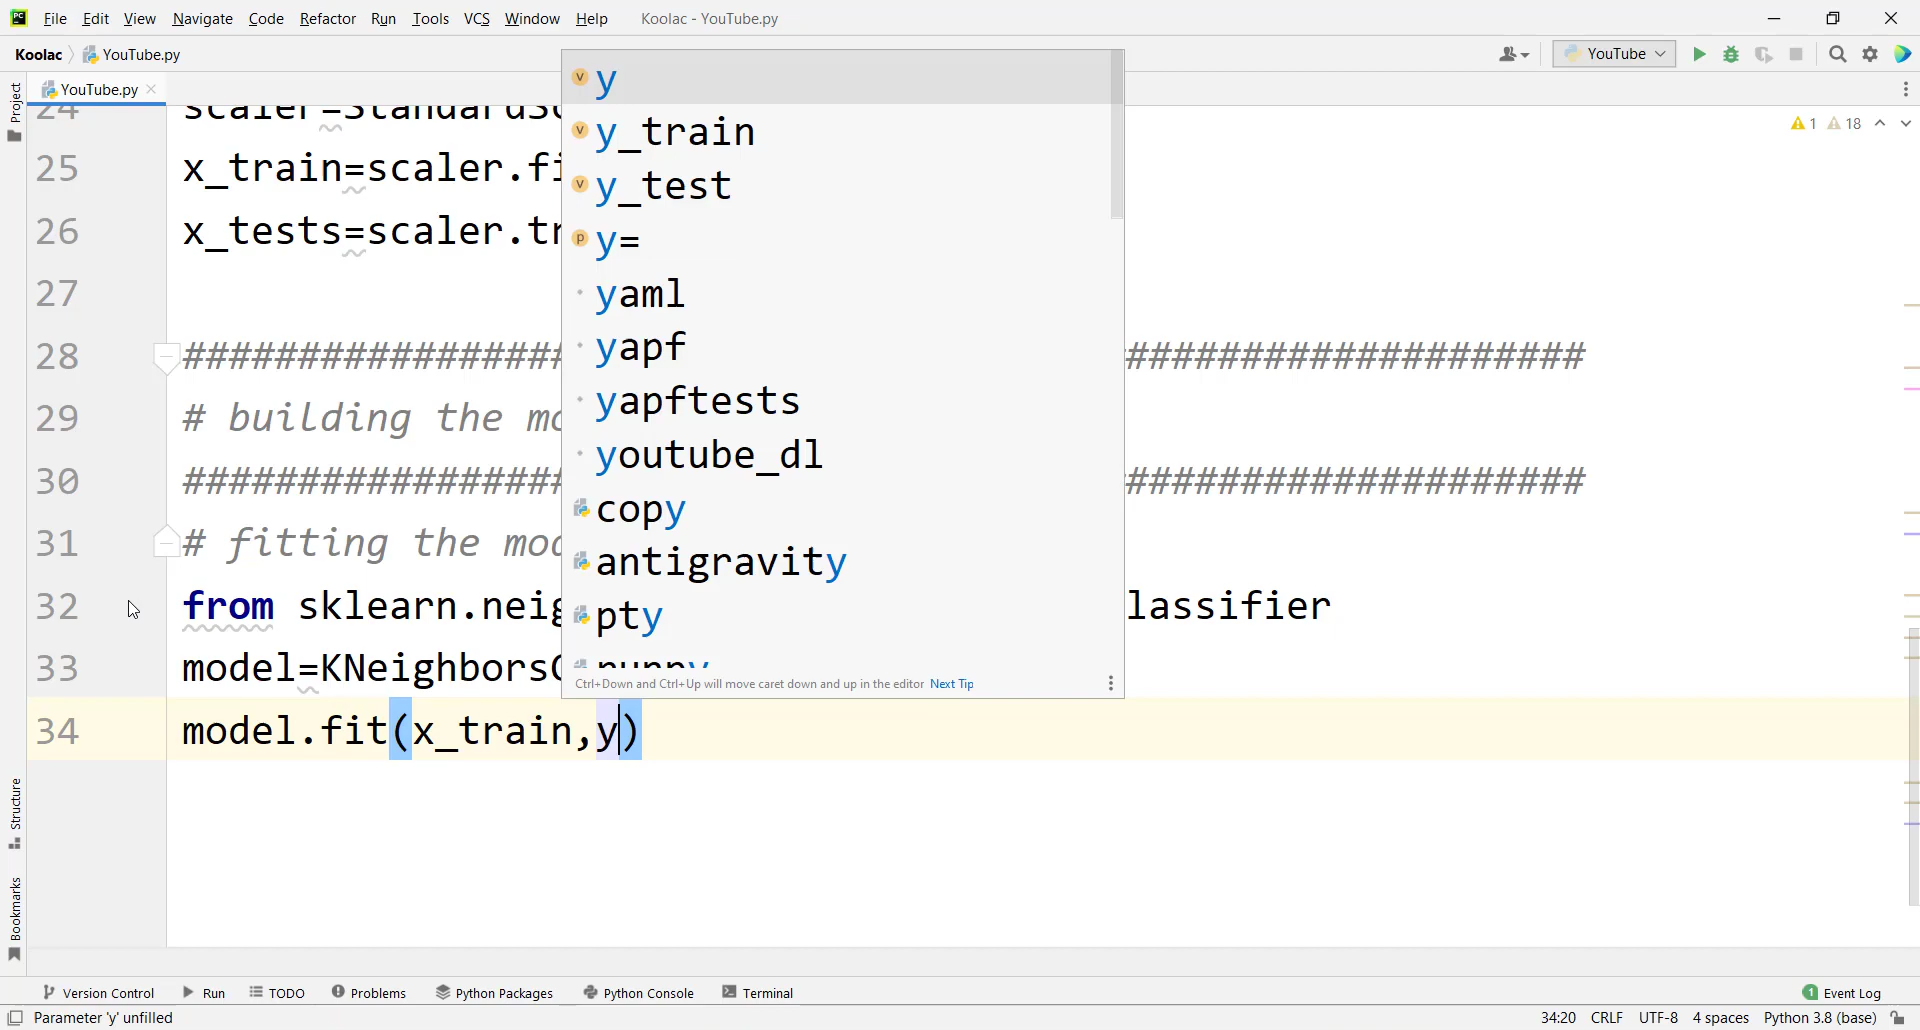 File Edit View Navigate Code Refactor Run Tools VCS Window Help Koolac - YouTube.py
Koolac YouTube.py YouTube
Project
YouTube.py
1 18
24
25 x_train=scaler.fi
26 x_tests=scaler.tr
27
28 ################# ####################
29 # building the mo
30 ################# ####################
31 # fitting the mod
32 from sklearn.neig lassifier
33 model=KNeighborsC
34 model.fit(x_train,y)
y
y_train
y_test
y=
yaml
yapf
yapftests
youtube_dl
copy
antigravity
pty
Ctrl+Down and Ctrl+Up will move caret down and up in the editor Next Tip
Structure
Bookmarks
Version Control Run TODO Problems Python Packages Python Console Terminal 1 Event Log
Parameter 'y' unfilled 34:20 CRLF UTF-8 4 spaces Python 3.8 (base)